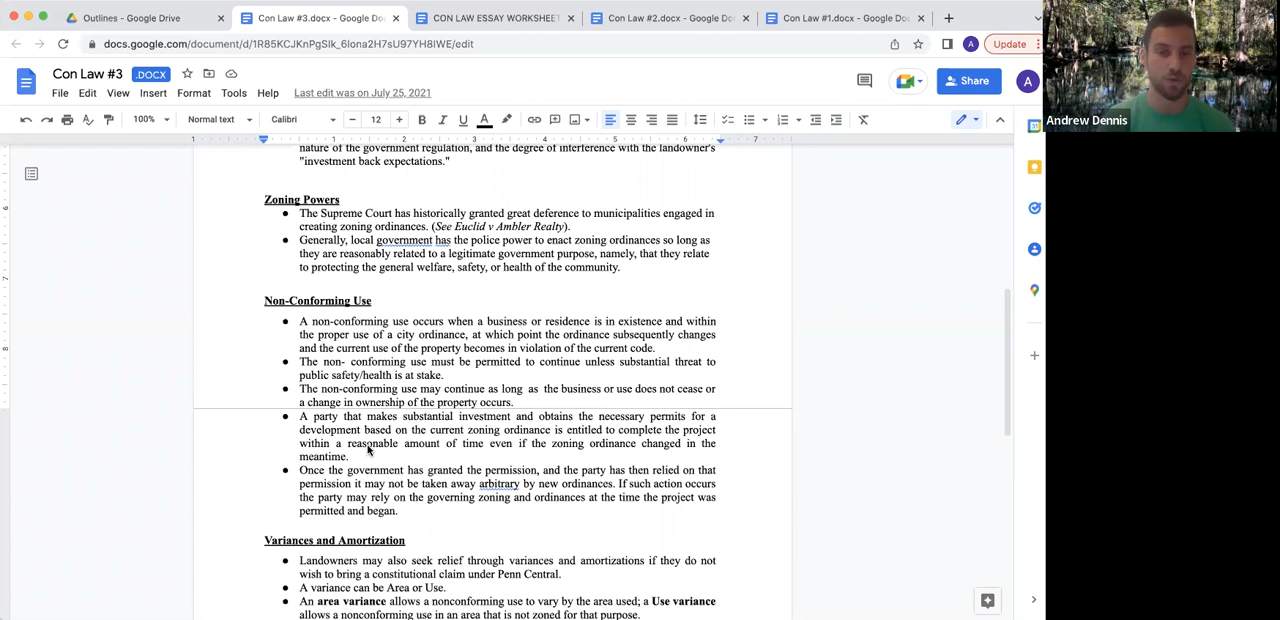 Outlines - Google Drive
Con Law #3.docx - Google Do
CON LAW ESSAY WORKSHEET
Con Law #2.docx - Google Do
Con Law #1.docx - Google Do
docs.google.com/document/d/1R85KCJKnPgSlk_6Iona2H7sU97YH8IWE/edit
A
Update
Con Law #3
.DOCX
File Edit View Insert Format Tools Help Last edit was on July 25, 2021
Share
A
100% Normal text Calibri 12 B I U A
Andrew Dennis
1 1 2 3 4 5 6 7
nature of the government regulation, and the degree of interference with the landowner's
"investment back expectations."
Zoning Powers
● The Supreme Court has historically granted great deference to municipalities engaged in
creating zoning ordinances. (See Euclid v Ambler Realty).
● Generally, local government has the police power to enact zoning ordinances so long as
they are reasonably related to a legitimate government purpose, namely, that they relate
to protecting the general welfare, safety, or health of the community.
Non-Conforming Use
● A non-conforming use occurs when a business or residence is in existence and within
the proper use of a city ordinance, at which point the ordinance subsequently changes
and the current use of the property becomes in violation of the current code.
● The non- conforming use must be permitted to continue unless substantial threat to
public safety/health is at stake.
● The non-conforming use may continue as long as the business or use does not cease or
a change in ownership of the property occurs.
● A party that makes substantial investment and obtains the necessary permits for a
development based on the current zoning ordinance is entitled to complete the project
within a reasonable amount of time even if the zoning ordinance changed in the
meantime.
● Once the government has granted the permission, and the party has then relied on that
permission it may not be taken away arbitrary by new ordinances. If such action occurs
the party may rely on the governing zoning and ordinances at the time the project was
permitted and began.
Variances and Amortization
● Landowners may also seek relief through variances and amortizations if they do not
wish to bring a constitutional claim under Penn Central.
● A variance can be Area or Use.
● An area variance allows a nonconforming use to vary by the area used; a Use variance
allows a nonconforming use in an area that is not zoned for that purpose.